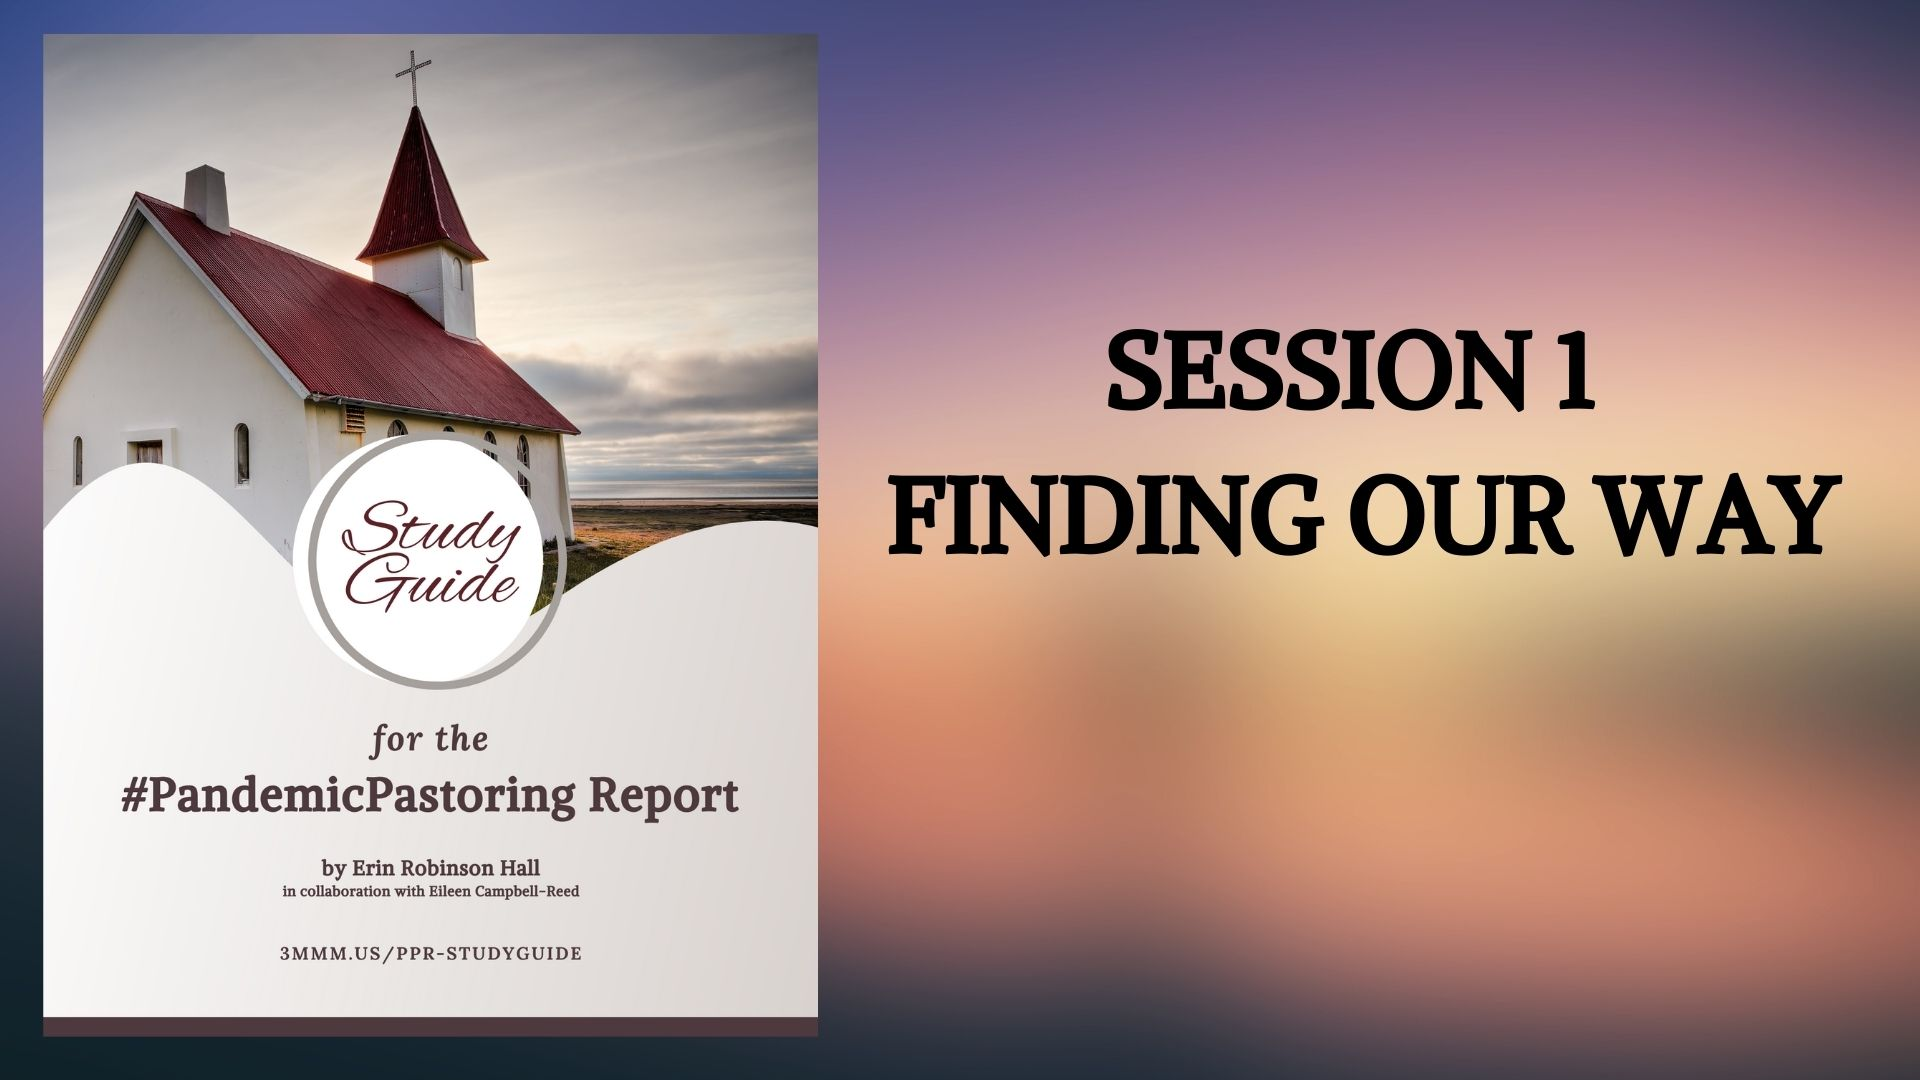 Study
Guide
for the
#PandemicPastoring Report
by Erin Robinson Hall
in collaboration with Eileen Campbell-Reed
3MMM.US/PPR-STUDYGUIDE
SESSION 1
FINDING OUR WAY